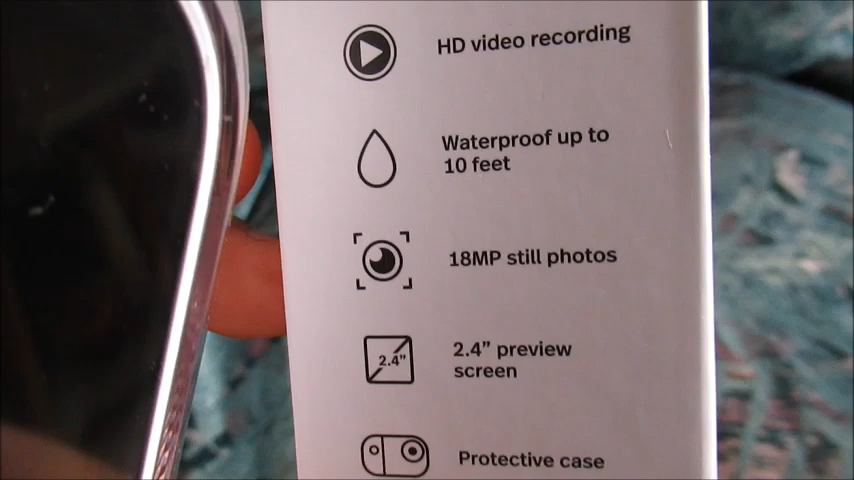 HD video recording
Waterproof up to
10 feet
18MP still photos
2.4"
2.4” preview
screen
Protective case